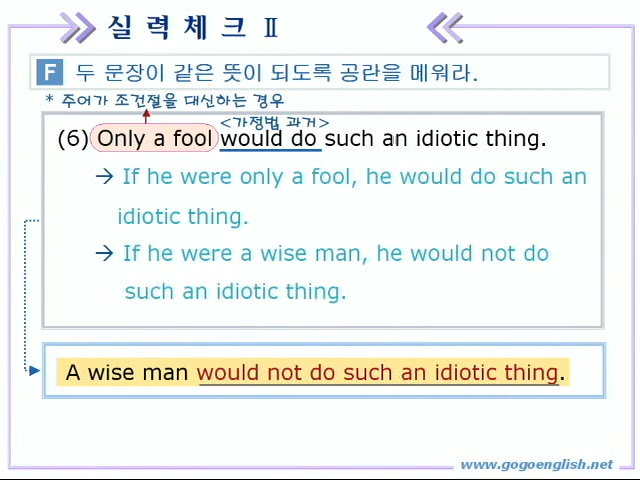 실 력 체 크 Ⅱ
F 두 문장이 같은 뜻이 되도록 공란을 메워라.
* 주어가 조건절을 대신하는 경우
<가정법 과거>
(6) Only a fool would do such an idiotic thing.
→ If he were only a fool, he would do such an
idiotic thing.
→ If he were a wise man, he would not do
such an idiotic thing.
A wise man would not do such an idiotic thing.
www.gogoenglish.net